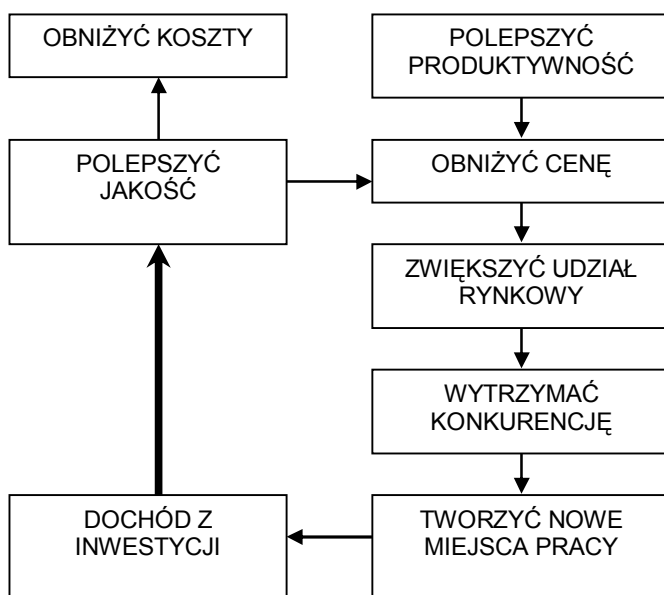 OBNIŻYĆ KOSZTY
POLEPSZYĆ
PRODUKTYWNOŚĆ
POLEPSZYĆ
JAKOŚĆ
OBNIŻYĆ CENĘ
ZWIĘKSZYĆ UDZIAŁ
RYNKOWY
WYTRZYMAĆ
KONKURENCJĘ
DOCHÓD Z
INWESTYCJI
TWORZYĆ NOWE
MIEJSCA PRACY